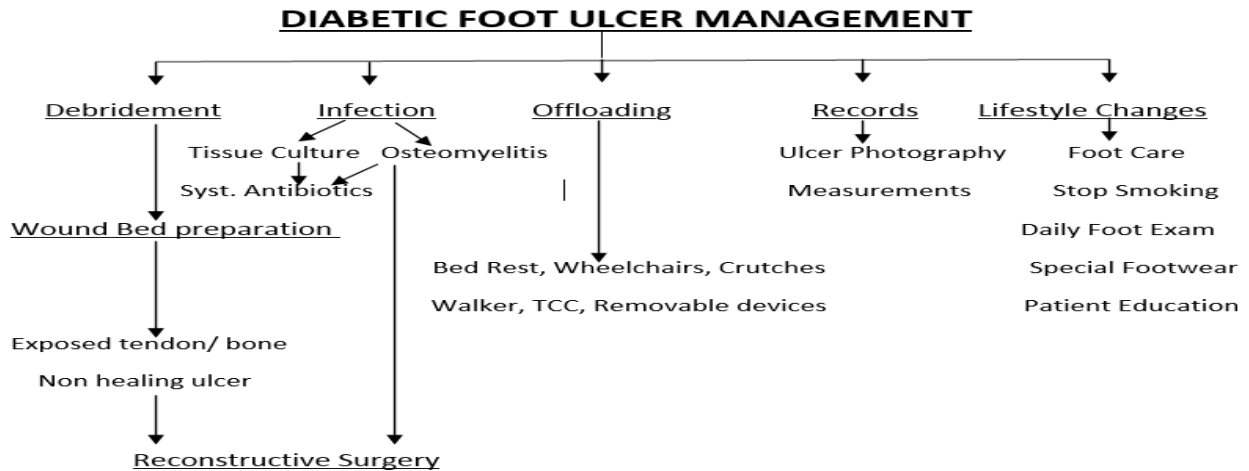 DIABETIC FOOT ULCER MANAGEMENT
Debridement Infection Offloading Records Lifestyle Changes
Tissue Culture Osteomyelitis Ulcer Photography Foot Care
Syst. Antibiotics Measurements Stop Smoking
Wound Bed preparation Daily Foot Exam
Bed Rest, Wheelchairs, Crutches Special Footwear
Walker, TCC, Removable devices Patient Education
Exposed tendon/ bone
Non healing ulcer
Reconstructive Surgery